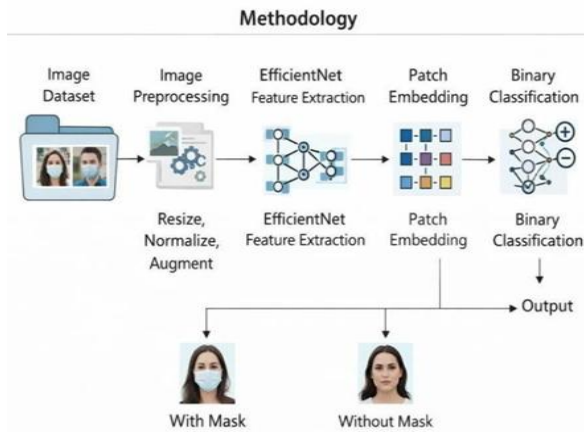 Methodology
Image
Dataset
Image
Preprocessing
EfficientNet
Feature Extraction
Patch
Embedding
Binary
Classification
Resize,
Normalize,
Augment
EfficientNet
Feature Extraction
Patch
Embedding
Binary
Classification
Output
With Mask
Without Mask